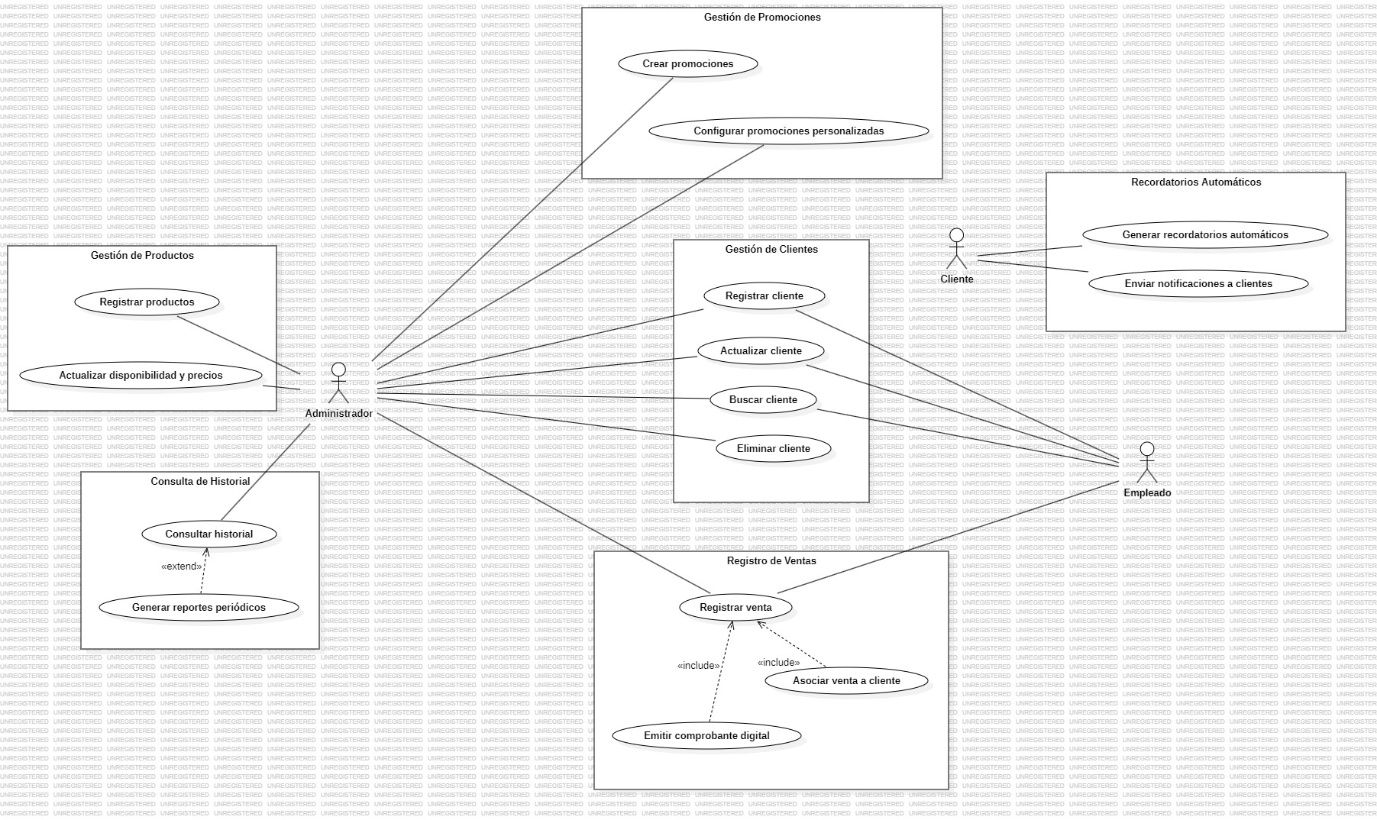 Gestión de Promociones
Crear promociones
Configurar promociones personalizadas
Recordatorios Automáticos
Generar recordatorios automáticos
Enviar notificaciones a clientes
Cliente
Gestión de Productos
Registrar productos
Actualizar disponibilidad y precios
Administrador
Gestión de Clientes
Registrar cliente
Actualizar cliente
Buscar cliente
Eliminar cliente
Empleado
Consulta de Historial
Consultar historial
«extend»
Generar reportes periódicos
Registro de Ventas
Registrar venta
«include»
«include»
Asociar venta a cliente
Emitir comprobante digital
UNREGISTERED